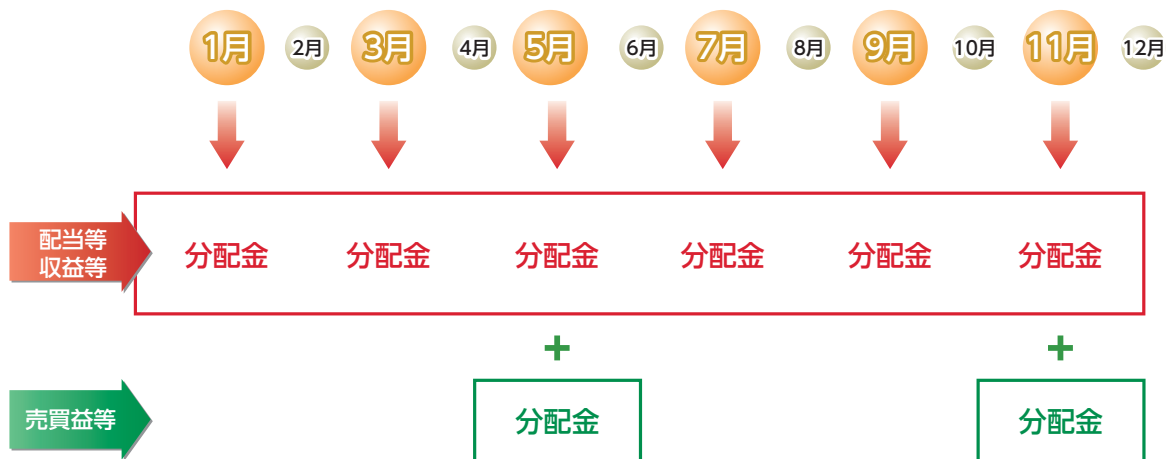 1月 2月 3月 4月 5月 6月 7月 8月 9月 10月 11月 12月
配当等
収益等
分配金 分配金 分配金 分配金 分配金 分配金
+ +
売買益等
分配金 分配金